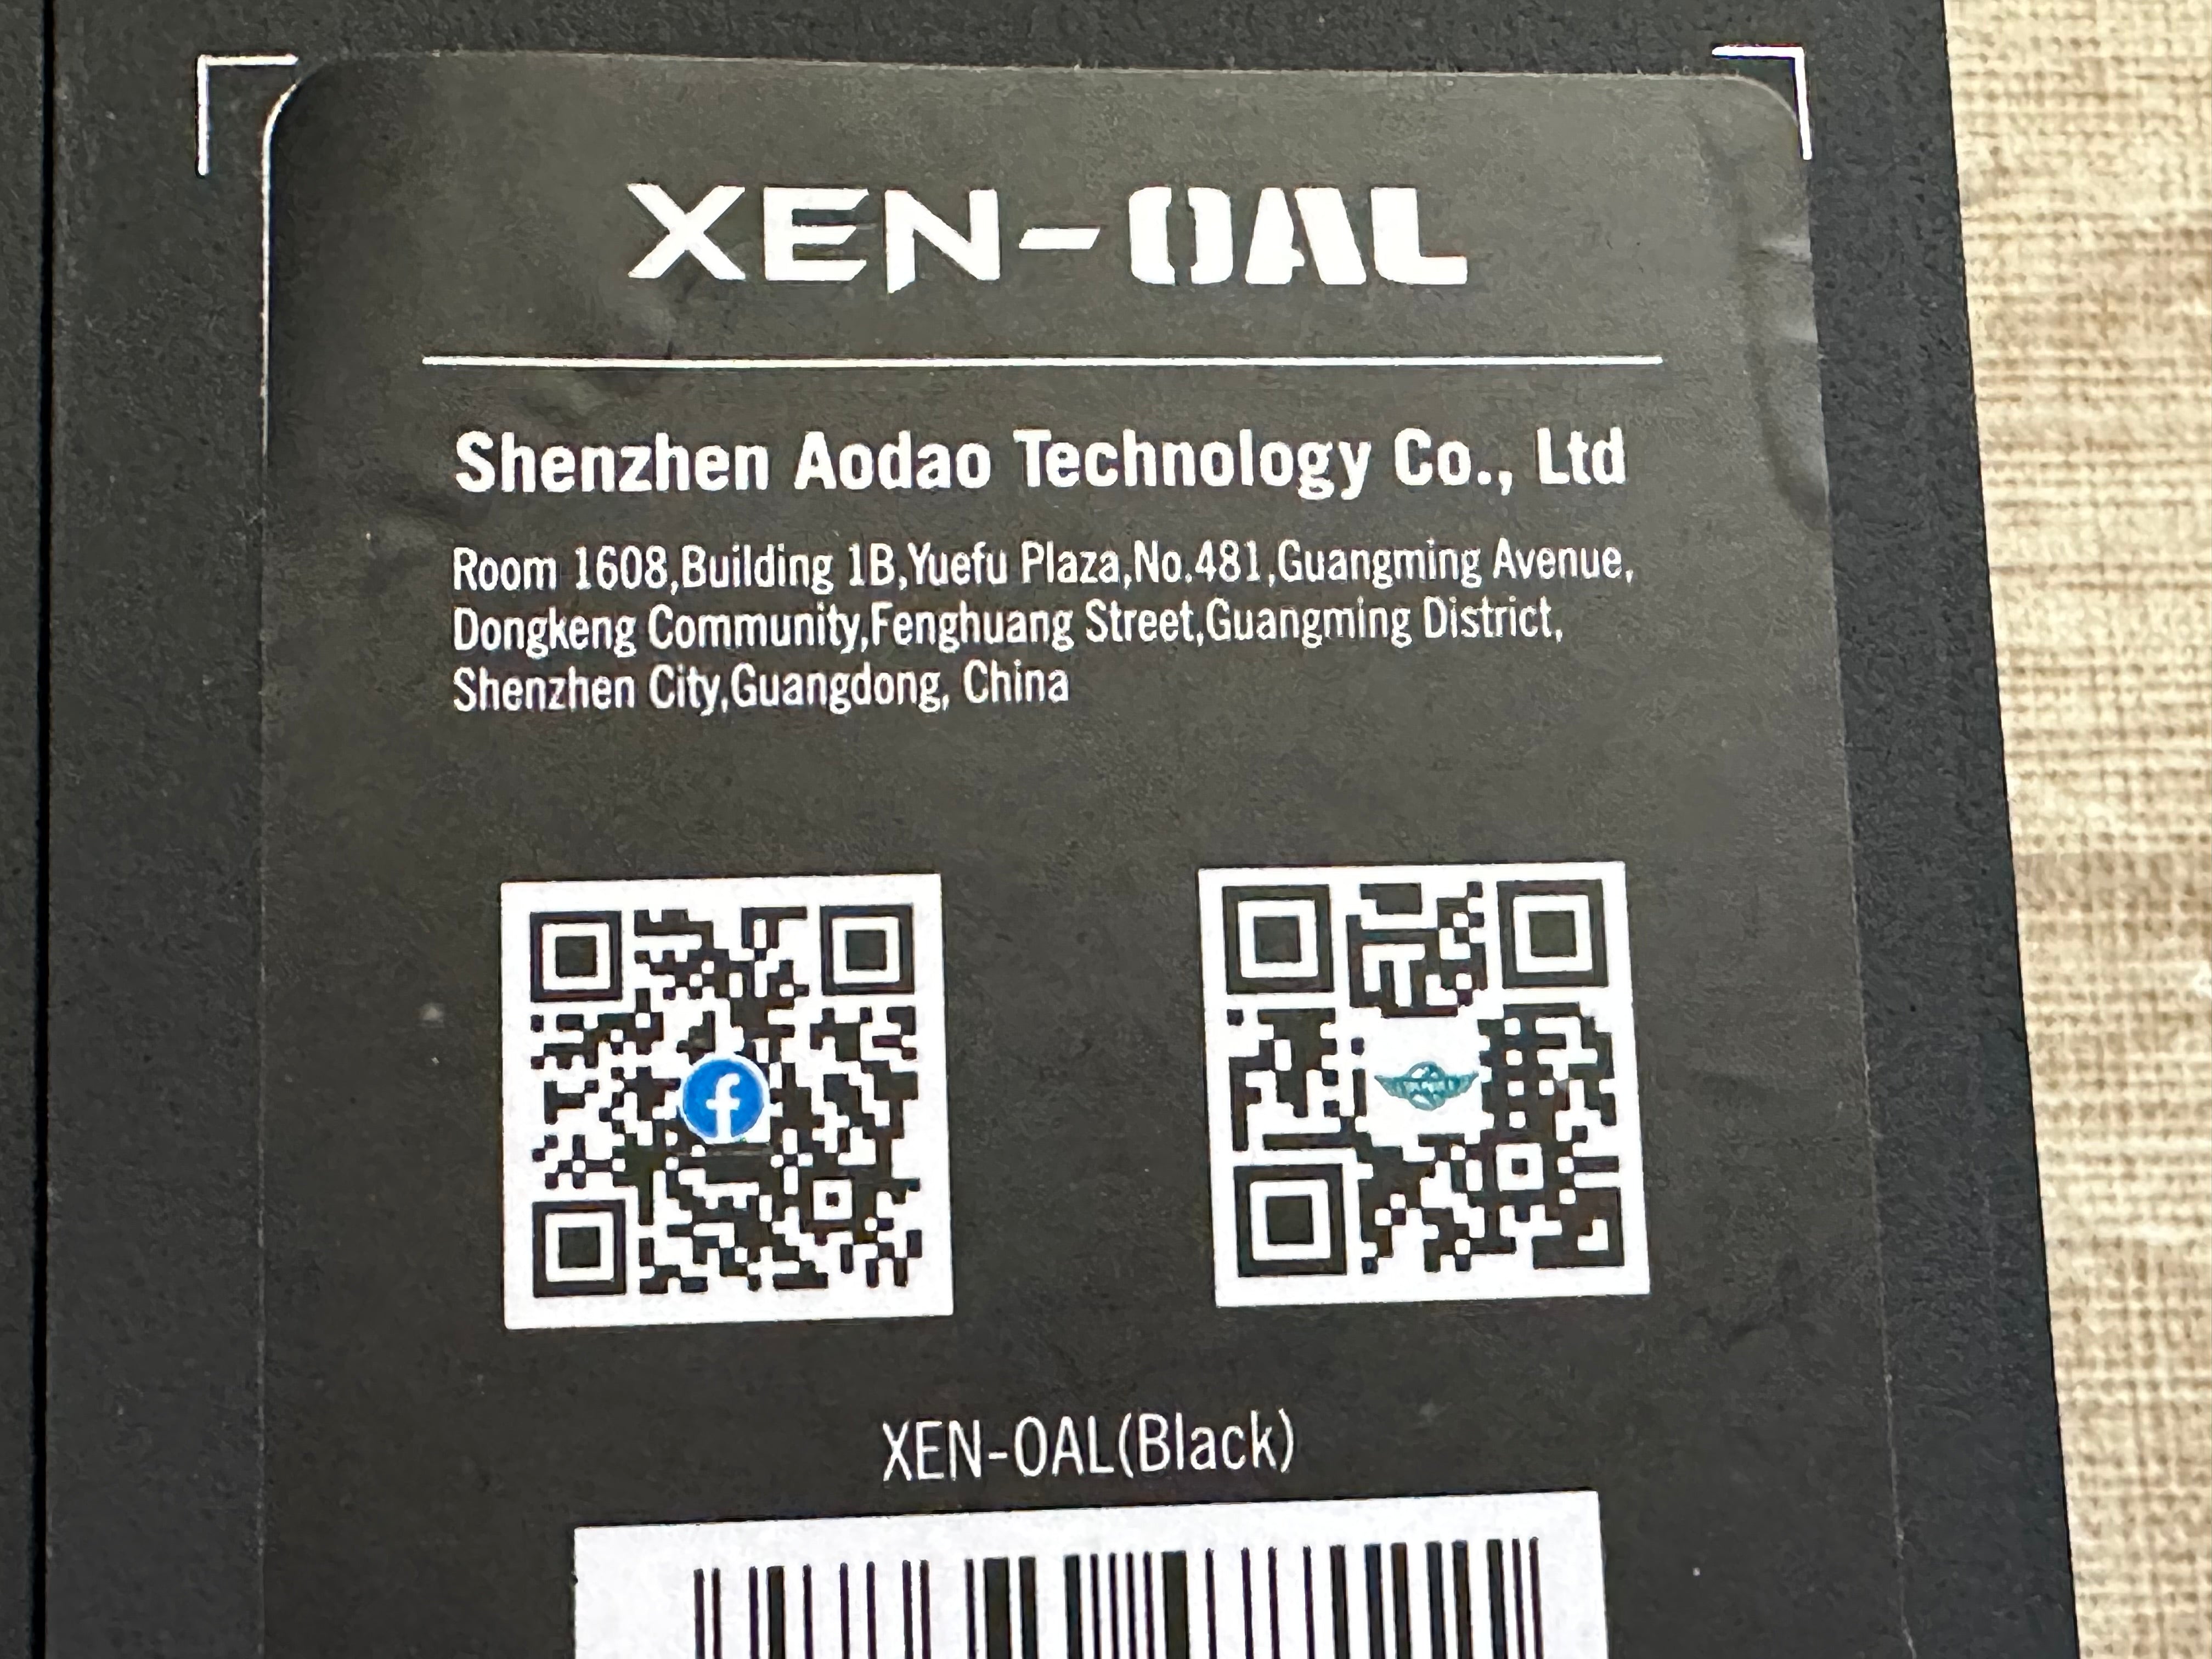 XEN-OAL
Shenzhen Aodao Technology Co., Ltd
Room 1608,Building 1B,Yuefu Plaza,No.481,Guangming Avenue,
Dongkeng Community,Fenghuang Street,Guangming District,
Shenzhen City,Guangdong, China
XEN-OAL(Black)